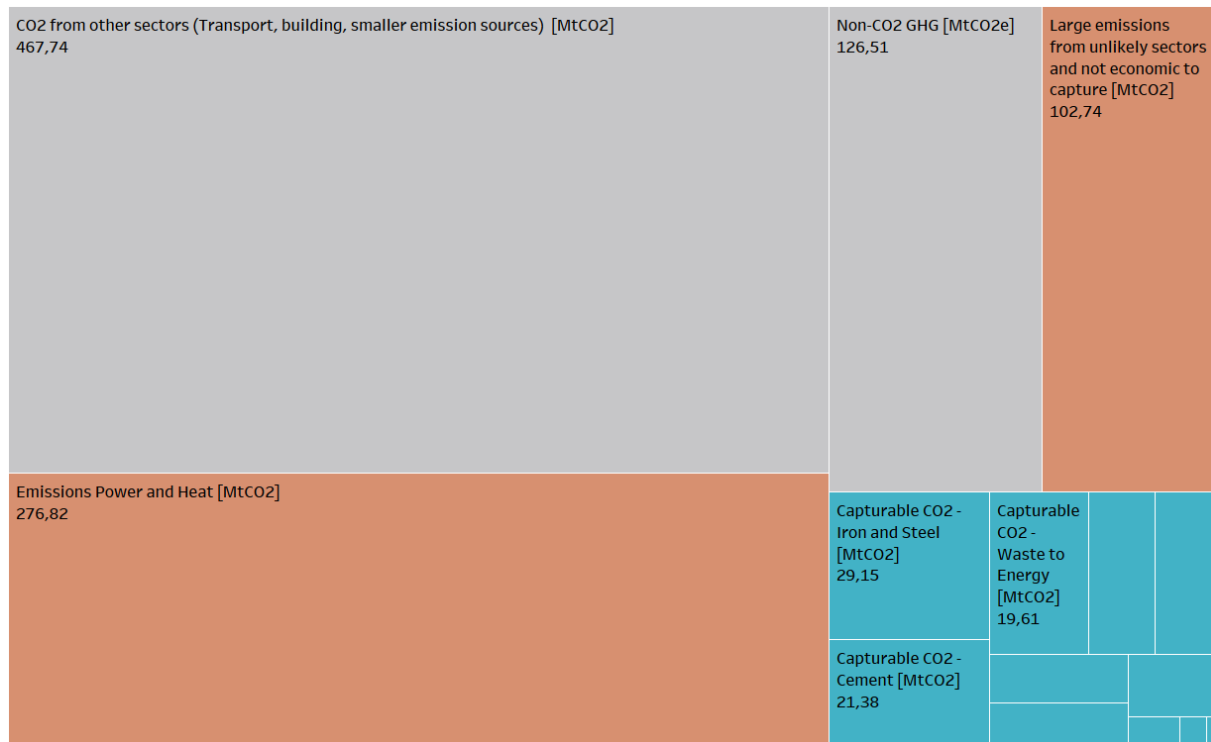 CO2 from other sectors (Transport, building, smaller emission sources)  [MtCO2]
467,74
Non-CO2 GHG [MtCO2e]
126,51
Large emissions
from unlikely sectors
and not economic to
capture [MtCO2]
102,74
Emissions Power and Heat [MtCO2]
276,82
Capturable CO2 -
Iron and Steel
[MtCO2]
29,15
Capturable
CO2 -
Waste to
Energy
[MtCO2]
19,61
Capturable CO2 -
Cement [MtCO2]
21,38